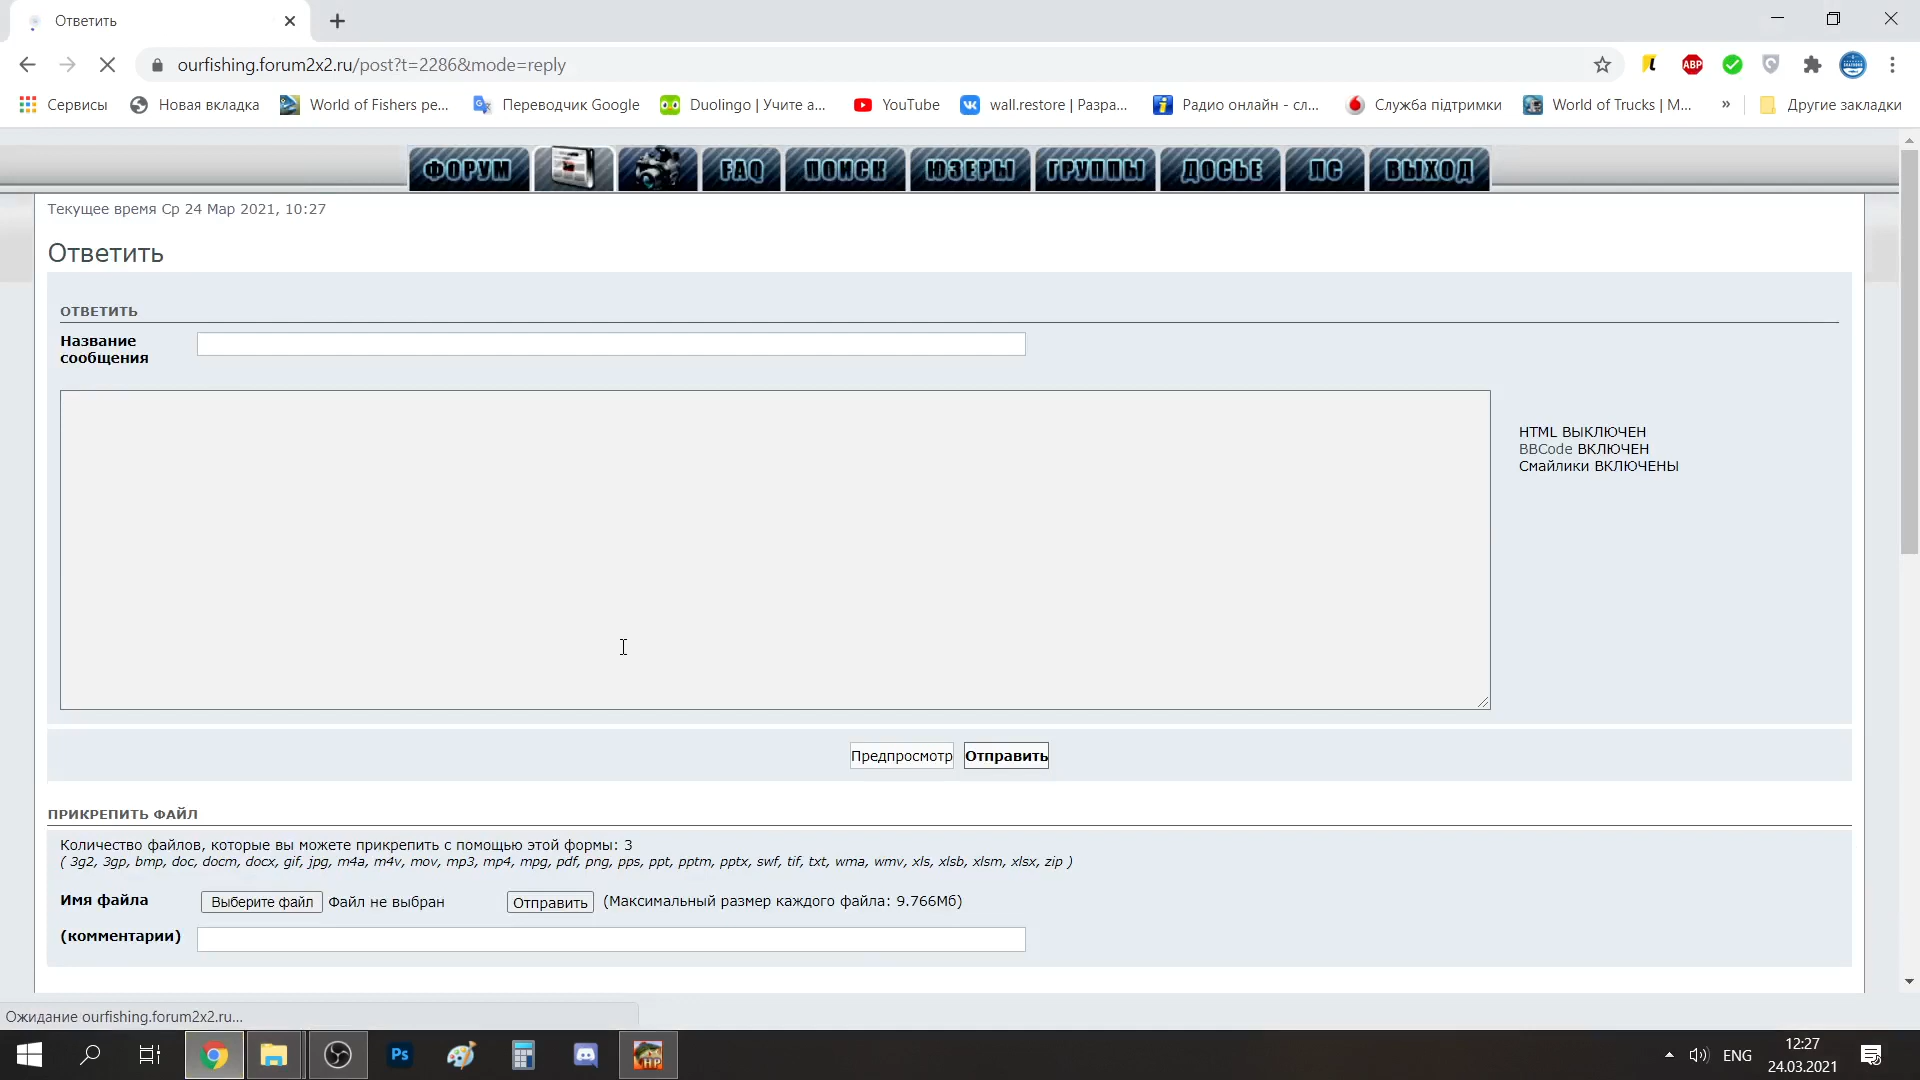 Ответить
ourfishing.forum2x2.ru/post?t=2286&mode=reply
ABP
Сервисы
Новая вкладка
World of Fishers ре...
Переводчик Google
Duolingo | Учите а...
YouTube
wall.restore | Разра...
Радио онлайн - сл...
Служба підтримки
World of Trucks | М...
»
Другие закладки
ФОРУМ
FAQ
ПОИСК
ЮЗЕРЫ
ГРУППЫ
ДОСЬЕ
ЛС
ВЫХОД
Текущее время Ср 24 Мар 2021, 10:27
Ответить
ОТВЕТИТЬ
Название
сообщения
HTML ВЫКЛЮЧЕН
BBCode ВКЛЮЧЕН
Смайлики ВКЛЮЧЕНЫ
Предпросмотр
Отправить
ПРИКРЕПИТЬ ФАЙЛ
Количество файлов, которые вы можете прикрепить с помощью этой формы: 3
( 3g2, 3gp, bmp, doc, docm, docx, gif, jpg, m4a, m4v, mov, mp3, mp4, mpg, pdf, png, pps, ppt, pptm, pptx, swf, tif, txt, wma, wmv, xls, xlsb, xlsm, xlsx, zip )
Имя файла
Выберите файл Файл не выбран
Отправить
(Максимальный размер каждого файла: 9.766Мб)
(комментарии)
Ожидание ourfishing.forum2x2.ru...
Ps
HP
ENG
12:27
24.03.2021